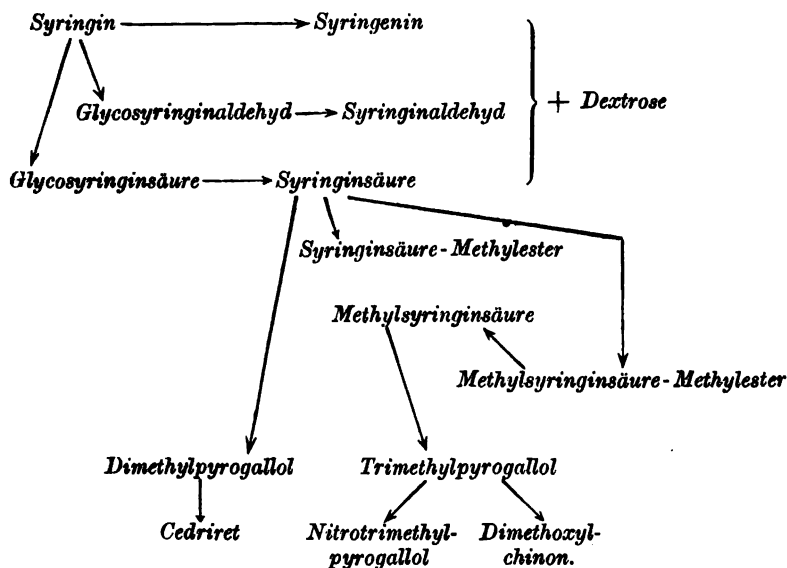 Syringin Syringenin
Glycosyringinaldehyd Syringinaldehyd + Dextrose
Glycosyringinsäure Syringinsäure
Syringinsäure-Methylester
Methylsyringinsäure
Methylsyringinsäure-Methylester
Dimethylpyrogallol Trimethylpyrogallol
Cedriret Nitrotrimethyl- Dimethoxyl-
pyrogallol chinon.